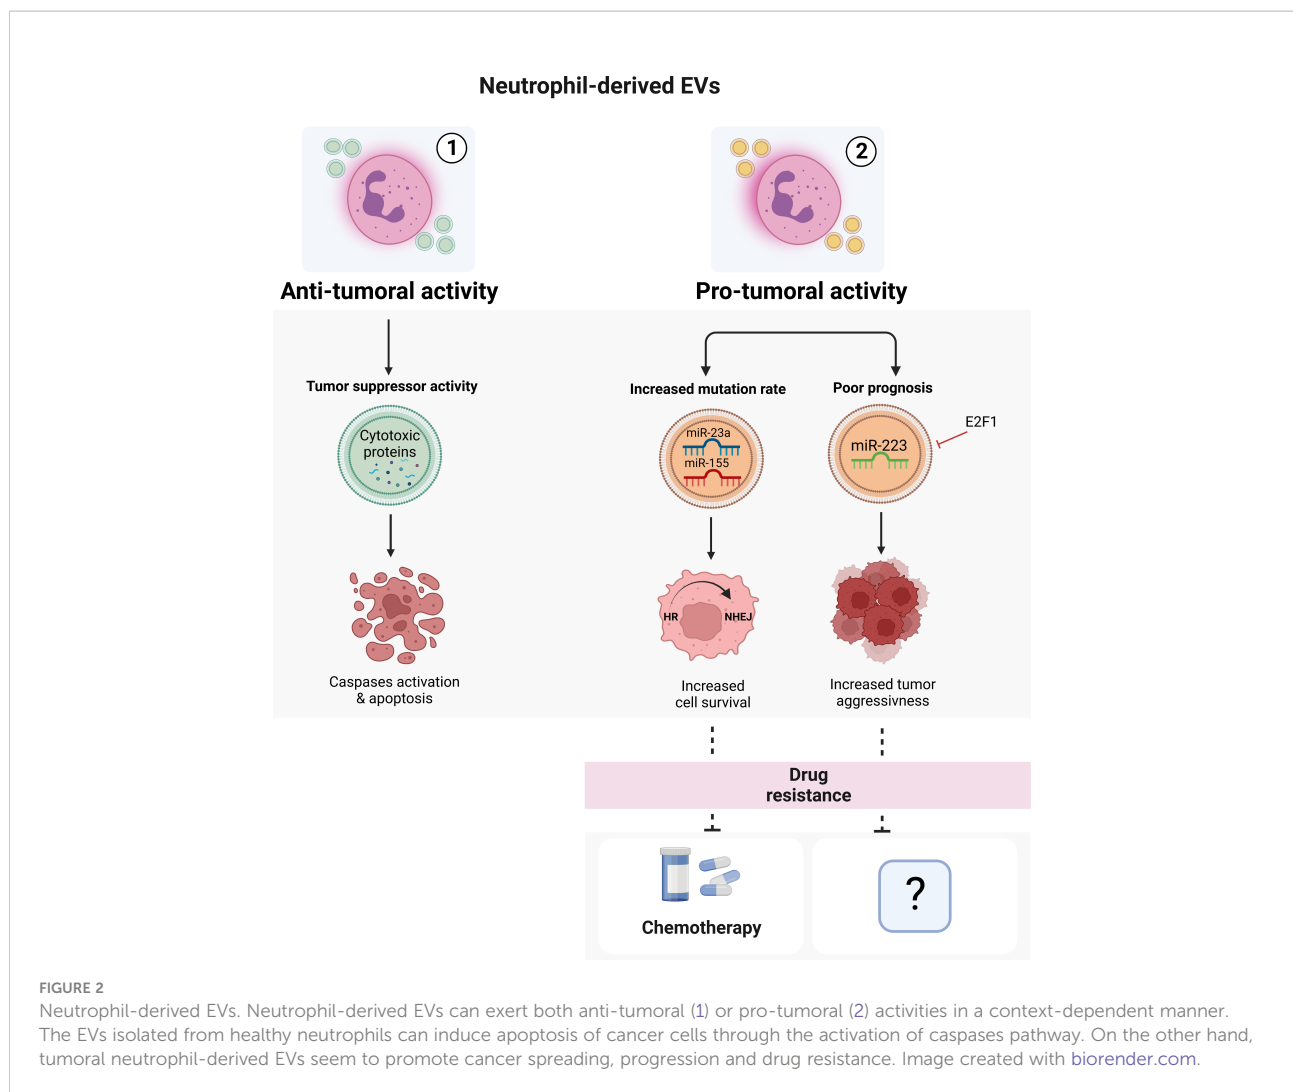 Neutrophil-derived EVs
1
2
Anti-tumoral activity
Pro-tumoral activity
Tumor suppressor activity
Increased mutation rate
Poor prognosis
Cytotoxic
proteins
miR-23a
miR-155
miR-223
E2F1
HR
NHEJ
Caspases activation
& apoptosis
Increased
cell survival
Increased tumor
aggressivness
Drug
resistance
Chemotherapy
?
FIGURE 2
Neutrophil-derived EVs. Neutrophil-derived EVs can exert both anti-tumoral (1) or pro-tumoral (2) activities in a context-dependent manner.
The EVs isolated from healthy neutrophils can induce apoptosis of cancer cells through the activation of caspases pathway. On the other hand,
tumoral neutrophil-derived EVs seem to promote cancer spreading, progression and drug resistance. Image created with biorender.com.